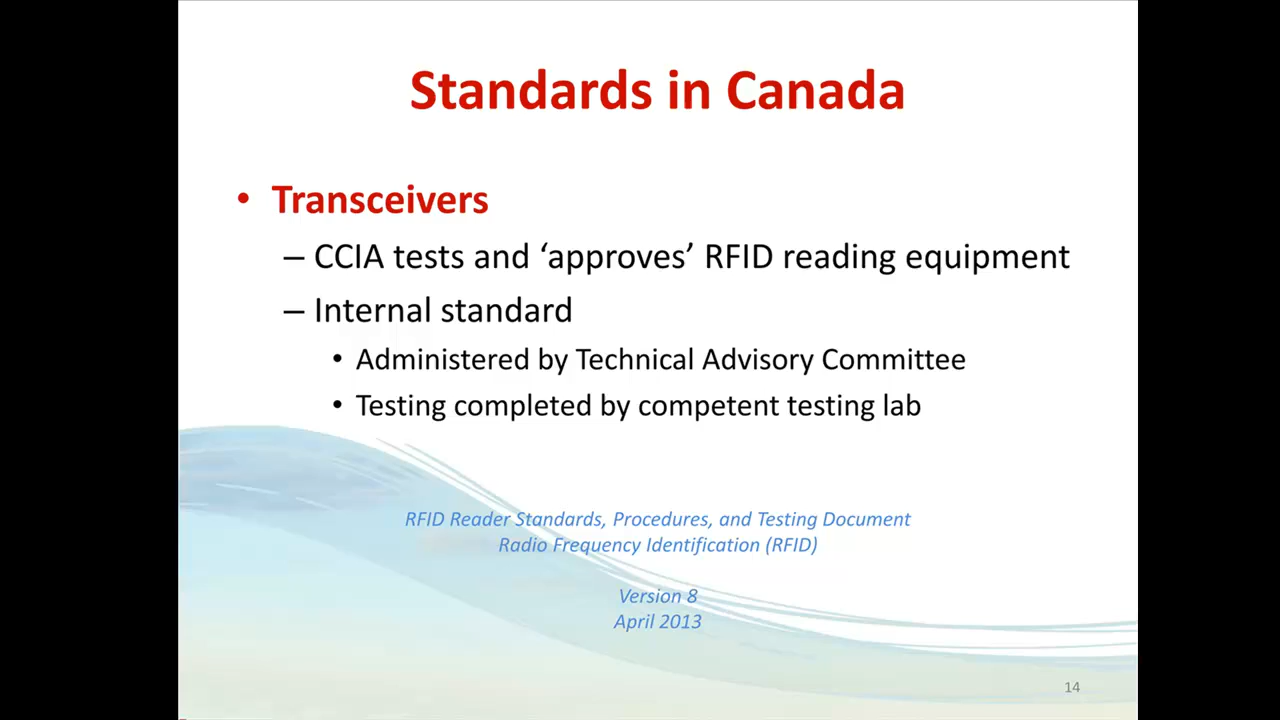 Standards in Canada
• Transceivers
– CCIA tests and ‘approves’ RFID reading equipment
– Internal standard
• Administered by Technical Advisory Committee
• Testing completed by competent testing lab
RFID Reader Standards, Procedures, and Testing Document
Radio Frequency Identification (RFID)
Version 8
April 2013
14